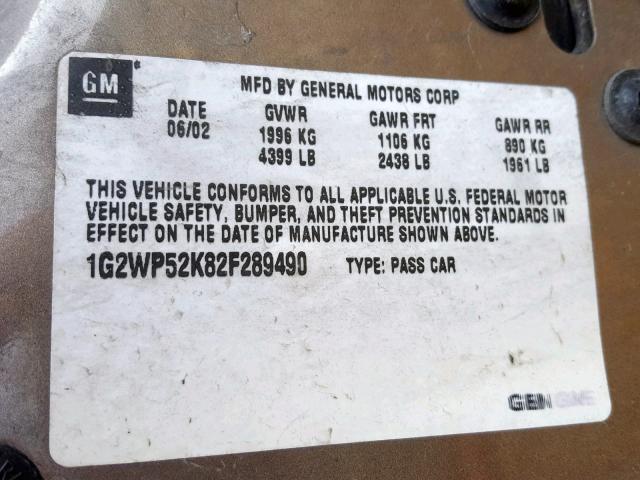 GM
MFD BY GENERAL MOTORS CORP
DATE GVWR GAWR FRT GAWR RR
06/02 1996 KG 1106 KG 890 KG
4399 LB 2438 LB 1961 LB
THIS VEHICLE CONFORMS TO ALL APPLICABLE U.S. FEDERAL MOTOR
VEHICLE SAFETY, BUMPER, AND THEFT PREVENTION STANDARDS IN
EFFECT ON THE DATE OF MANUFACTURE SHOWN ABOVE.
1G2WP52K82F289490 TYPE: PASS CAR